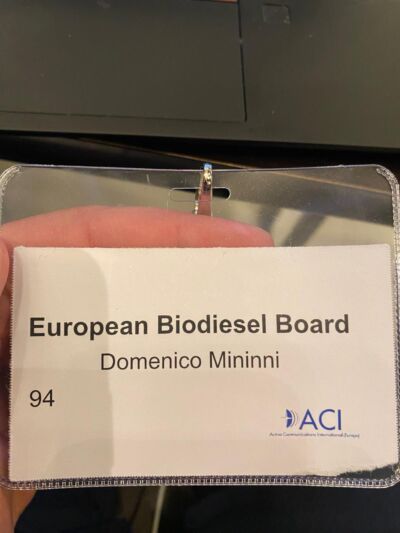 European Biodiesel Board
Domenico Mininni
94
ACI
Active Communications International (Europe)